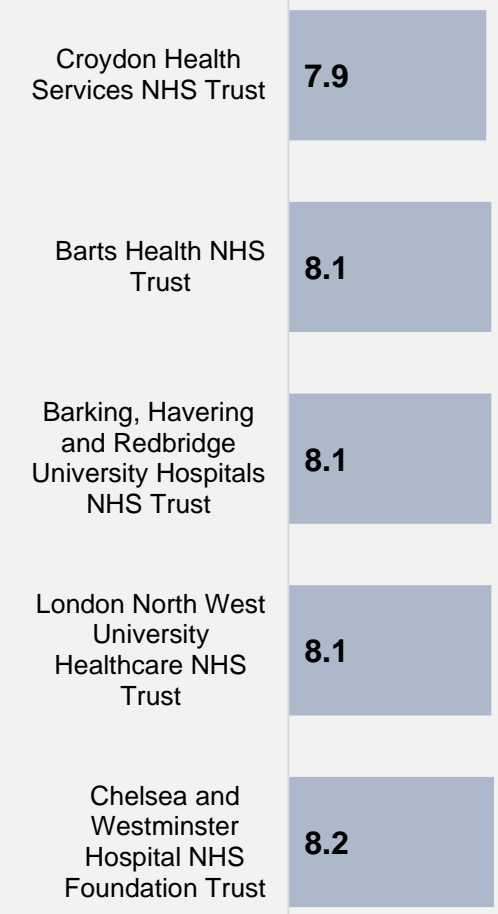 Croydon Health
Services NHS Trust
7.9
Barts Health NHS
Trust
8.1
Barking, Havering
and Redbridge
University Hospitals
NHS Trust
8.1
London North West
University
Healthcare NHS
Trust
8.1
Chelsea and
Westminster
Hospital NHS
Foundation Trust
8.2